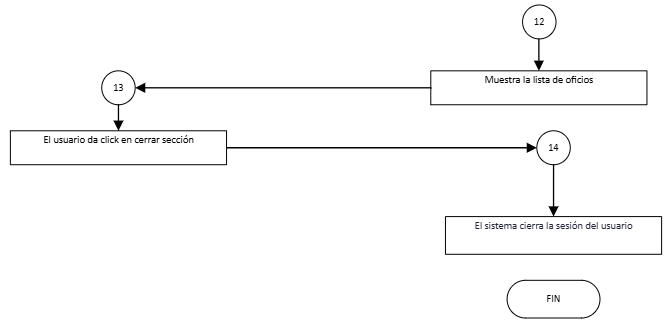 12
Muestra la lista de oficios
13
El usuario da click en cerrar sección
14
El sistema cierra la sesión del usuario
FIN